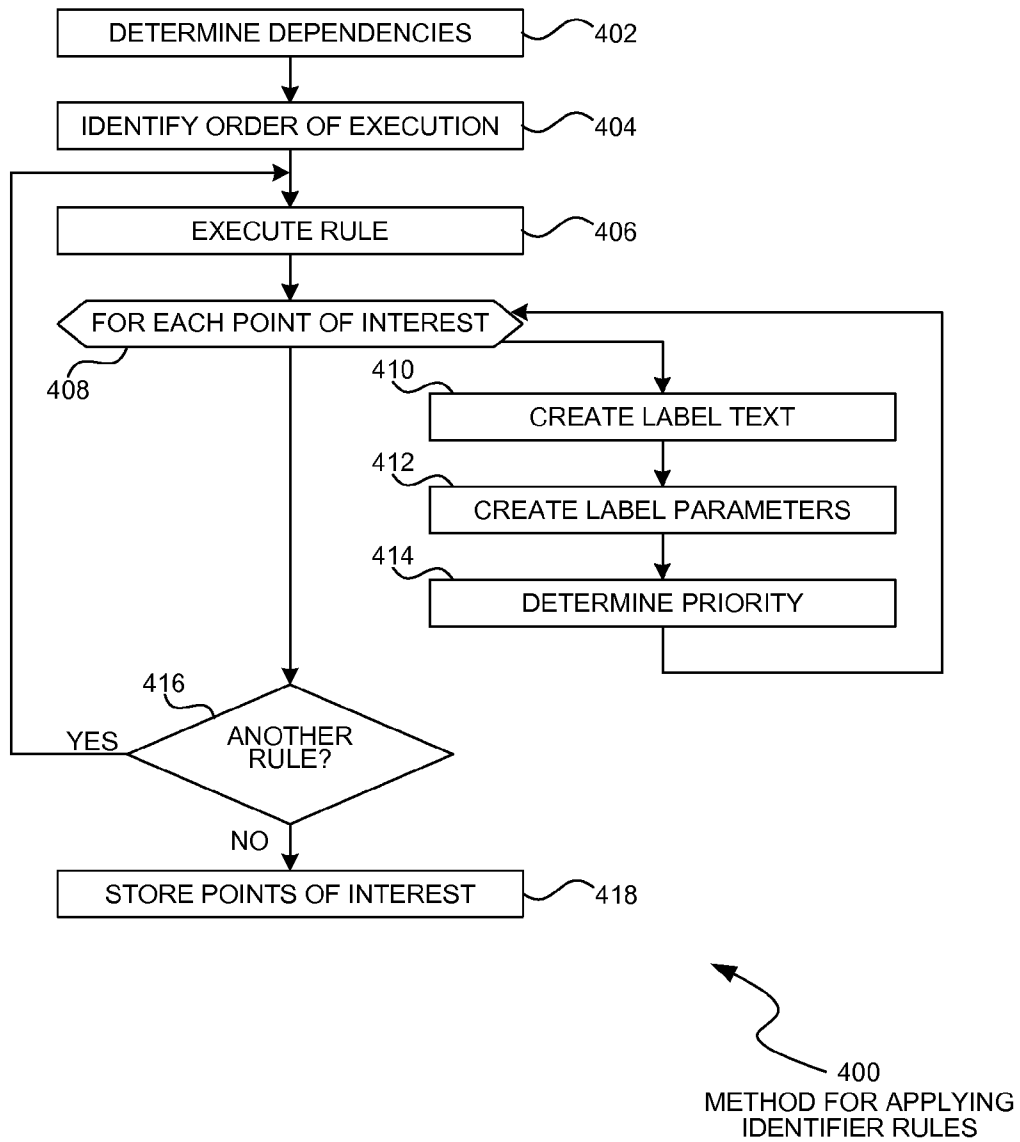 DETERMINE DEPENDENCIES
402
IDENTIFY ORDER OF EXECUTION
404
EXECUTE RULE
406
FOR EACH POINT OF INTEREST
408
410
CREATE LABEL TEXT
412
CREATE LABEL PARAMETERS
414
DETERMINE PRIORITY
416
ANOTHER
RULE?
YES
NO
STORE POINTS OF INTEREST
418
400
METHOD FOR APPLYING
IDENTIFIER RULES